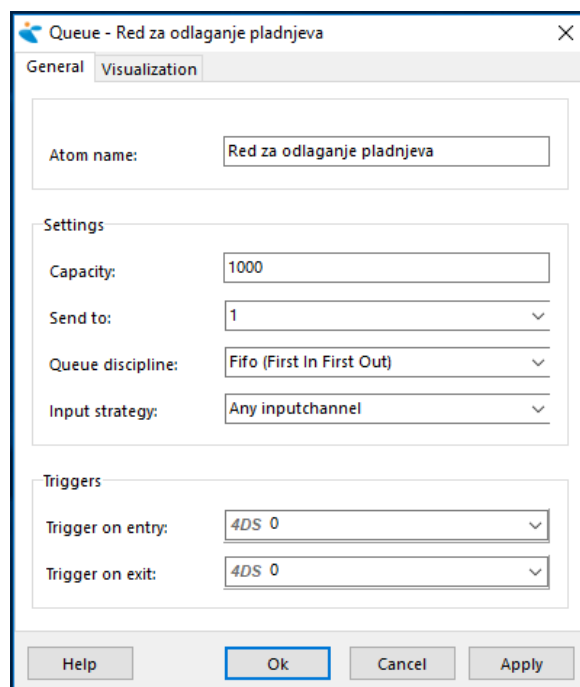 Queue - Red za odlaganje pladnjeva
General Visualization
Atom name: Red za odlaganje pladnjeva
Settings
Capacity: 1000
Send to: 1
Queue discipline: Fifo (First In First Out)
Input strategy: Any inputchannel
Triggers
Trigger on entry: 4DS 0
Trigger on exit: 4DS 0
Help Ok Cancel Apply